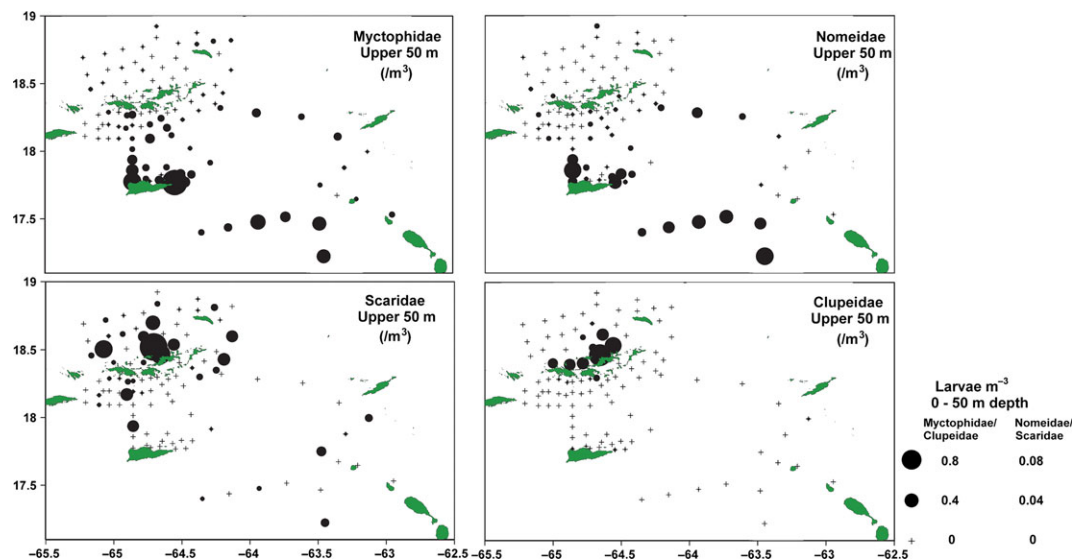 19
18.5
18
17.5
Myctophidae
Upper 50 m
(/m³)
Nomeidae
Upper 50 m
(/m³)
19
18.5
18
17.5
Scaridae
Upper 50 m
(/m³)
Clupeidae
Upper 50 m
(/m³)
−65.5 −65 −64.5 −64 −63.5 −63 −62.5
−65 −64.5 −64 −63.5 −63 −62.5
Larvae m⁻³
0 - 50 m depth
Myctophidae/ Nomeidae/
Clupeidae Scaridae
0.8 0.08
0.4 0.04
0 0